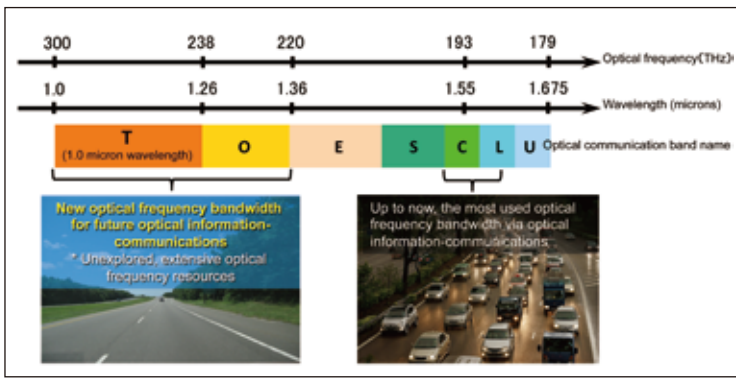 300 238 220 193 179
Optical frequency(THz)
1.0 1.26 1.36 1.55 1.675
Wavelength (microns)
T O E S C L U
(1.0 micron wavelength)
Optical communication band name
New optical frequency bandwidth
for future optical information-
communications
* Unexplored, extensive optical
frequency resources
Up to now, the most used optical
frequency bandwidth via optical
information-communications